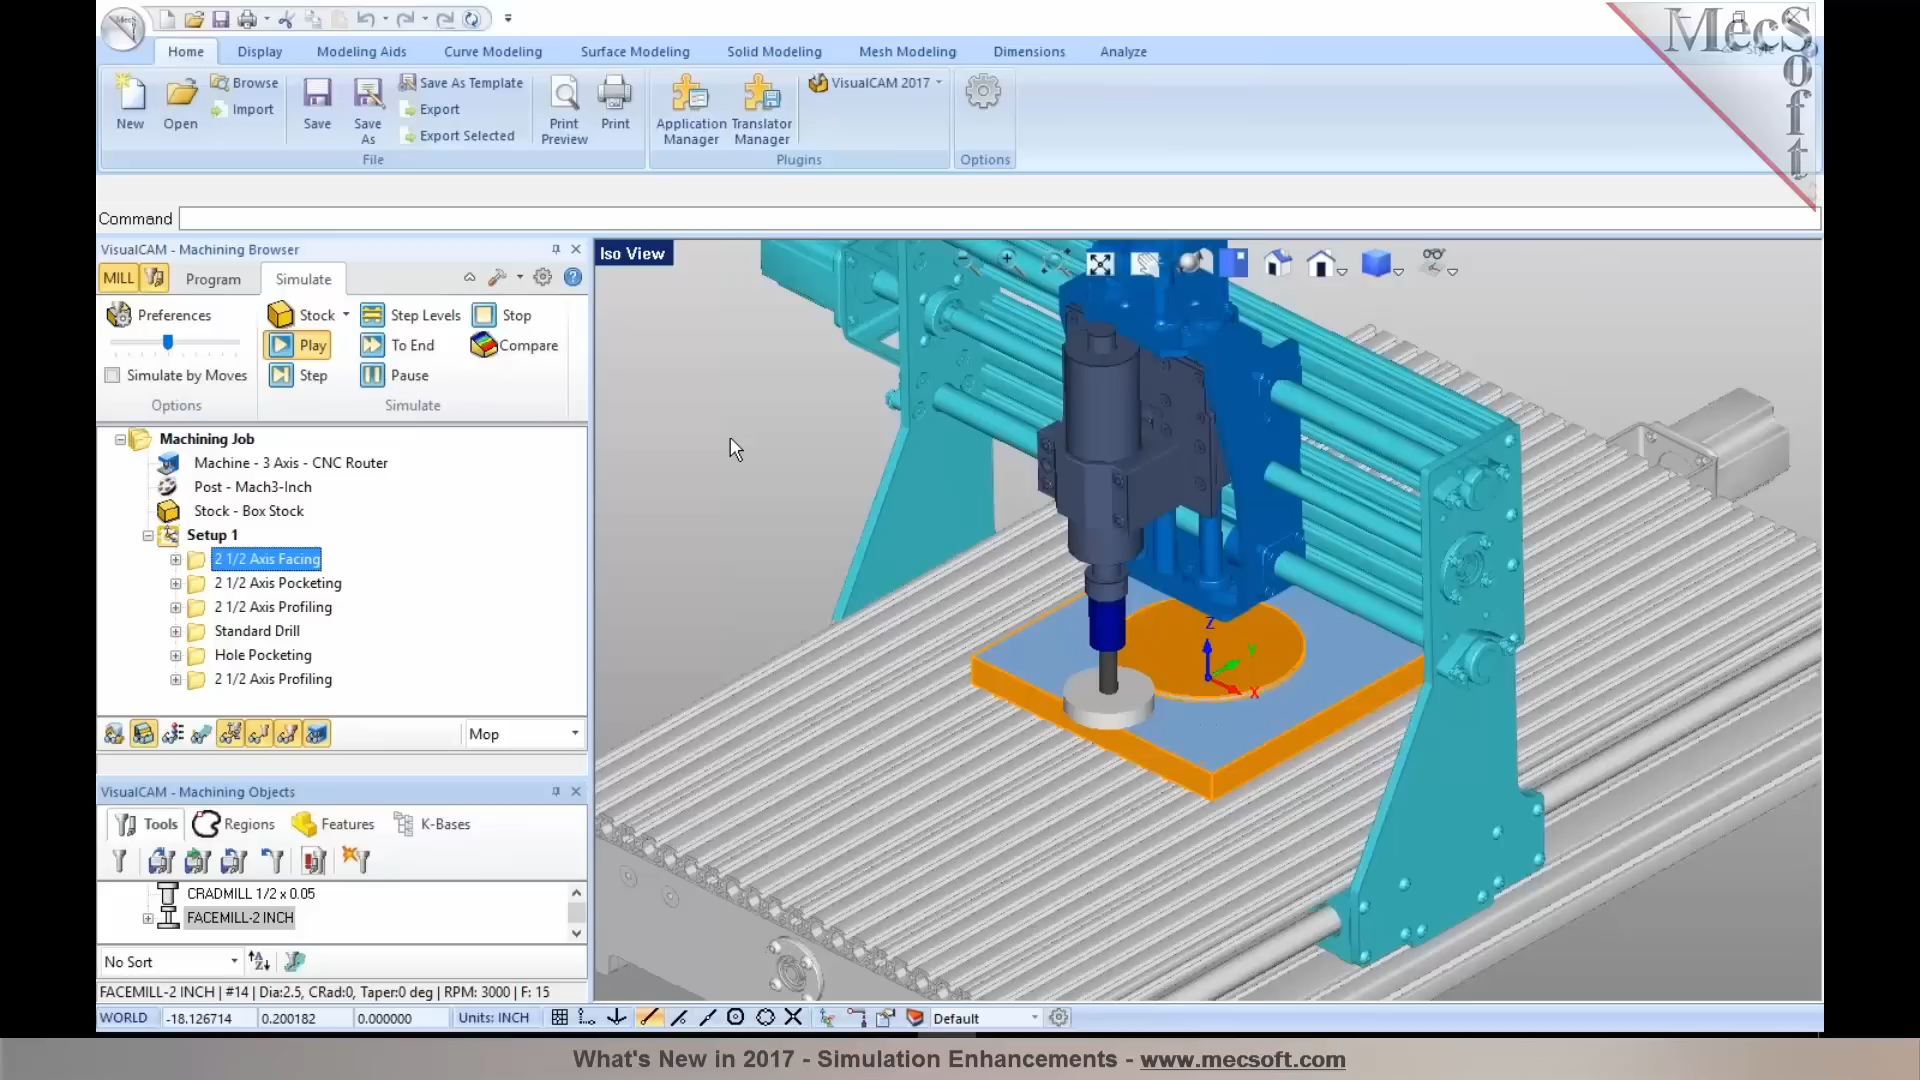 MecSoft
Home Display Modeling Aids Curve Modeling Surface Modeling Solid Modeling Mesh Modeling Dimensions Analyze
New
Open
Browse
Import
Save
Save As
Save As Template
Export
Export Selected
Print Preview
Print
File
Application Manager
Translator Manager
VisualCAM 2017
Plugins
Options
Command
VisualCAM - Machining Browser
MILL Program Simulate
Preferences
Simulate by Moves
Options
Stock
Play
Step
Step Levels
To End
Pause
Stop
Compare
Simulate
Machining Job
Machine - 3 Axis - CNC Router
Post - Mach3-Inch
Stock - Box Stock
Setup 1
2 1/2 Axis Facing
2 1/2 Axis Pocketing
2 1/2 Axis Profiling
Standard Drill
Hole Pocketing
2 1/2 Axis Profiling
Mop
VisualCAM - Machining Objects
Tools Regions Features K-Bases
CRADMILL 1/2 x 0.05
FACEMILL-2 INCH
No Sort
FACEMILL-2 INCH | #14 | Dia:2.5, CRad:0, Taper:0 deg | RPM: 3000 | F: 15
Iso View
Z
Y
X
WORLD -18.126714 0.200182 0.000000 Units: INCH Default
What's New in 2017 - Simulation Enhancements - www.mecsoft.com